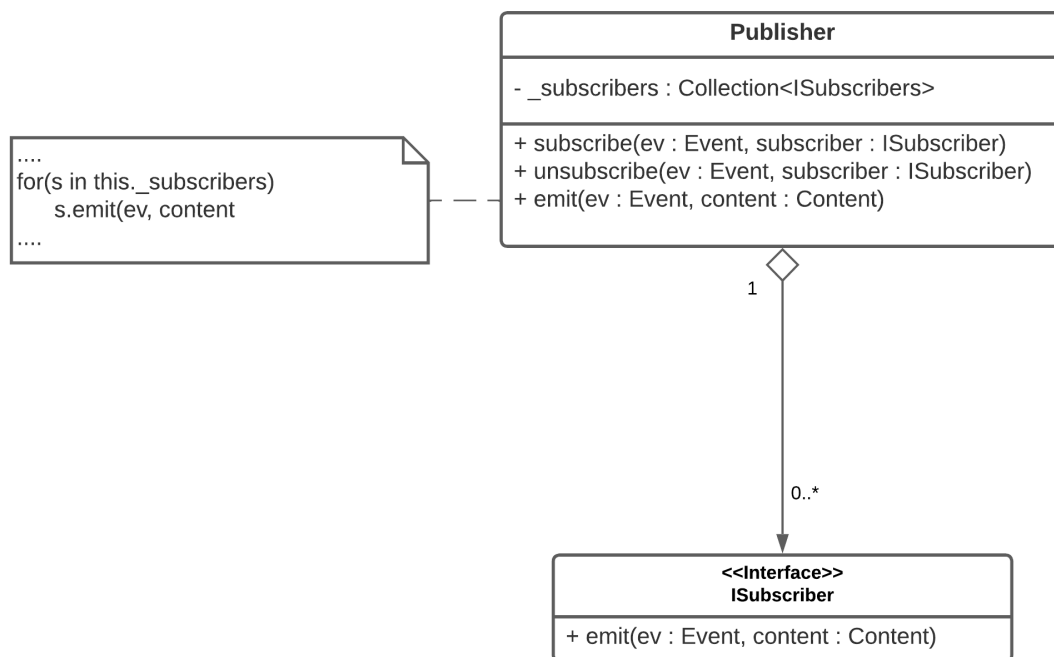 Publisher
- _subscribers : Collection<ISubscribers>
+ subscribe(ev : Event, subscriber : ISubscriber)
+ unsubscribe(ev : Event, subscriber : ISubscriber)
+ emit(ev : Event, content : Content)
....
for(s in this._subscribers)
s.emit(ev, content
....
1
0..*
<<Interface>>
ISubscriber
+ emit(ev : Event, content : Content)